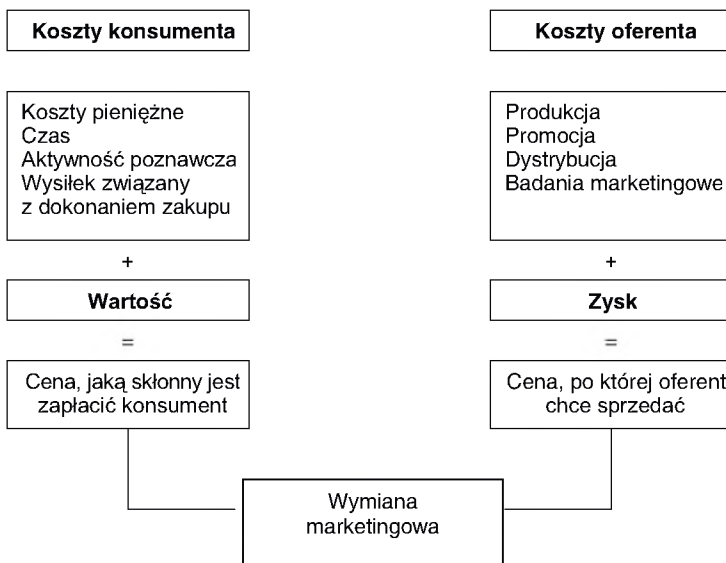 Koszty konsumenta
Koszty pieniężne
Czas
Aktywność poznawcza
Wysiłek związany
z dokonaniem zakupu
+
Wartość
=
Cena, jaką skłonny jest
zapłacić konsument
Koszty oferenta
Produkcja
Promocja
Dystrybucja
Badania marketingowe
+
Zysk
=
Cena, po której oferent
chce sprzedać
Wymiana
marketingowa